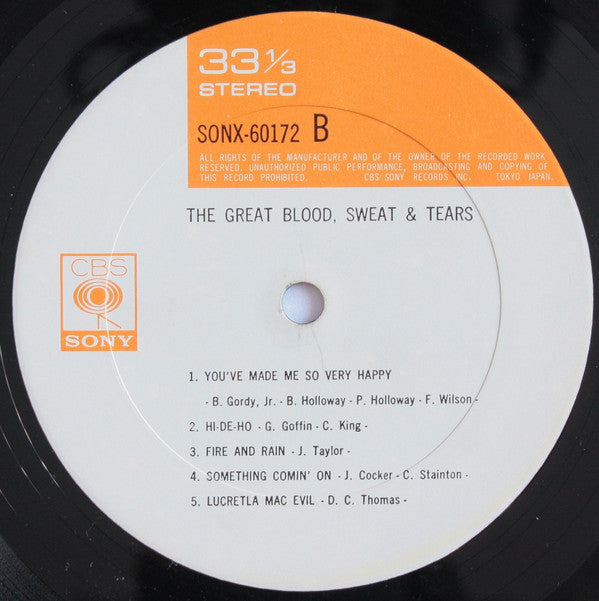 33 1/3
STEREO
SONX-60172 B
ALL RIGHTS OF THE MANUFACTURER AND OF THE OWNER OF THE RECORDED WORK
RESERVED. UNAUTHORIZED PUBLIC PERFORMANCE, BROADCASTING AND COPYING
OF THIS RECORD PROHIBITED. CBS/SONY RECORDS INC. TOKYO JAPAN.
THE GREAT BLOOD, SWEAT & TEARS
CBS
SONY
1. YOU'VE MADE ME SO VERY HAPPY
- B. Gordy, Jr. - B. Holloway - P. Holloway - F. Wilson -
2. HI-DE-HO - G. Goffin - C. King -
3. FIRE AND RAIN - J. Taylor -
4. SOMETHING COMIN' ON - J. Cocker - C. Stainton -
5. LUCRETLA MAC EVIL - D. C. Thomas -